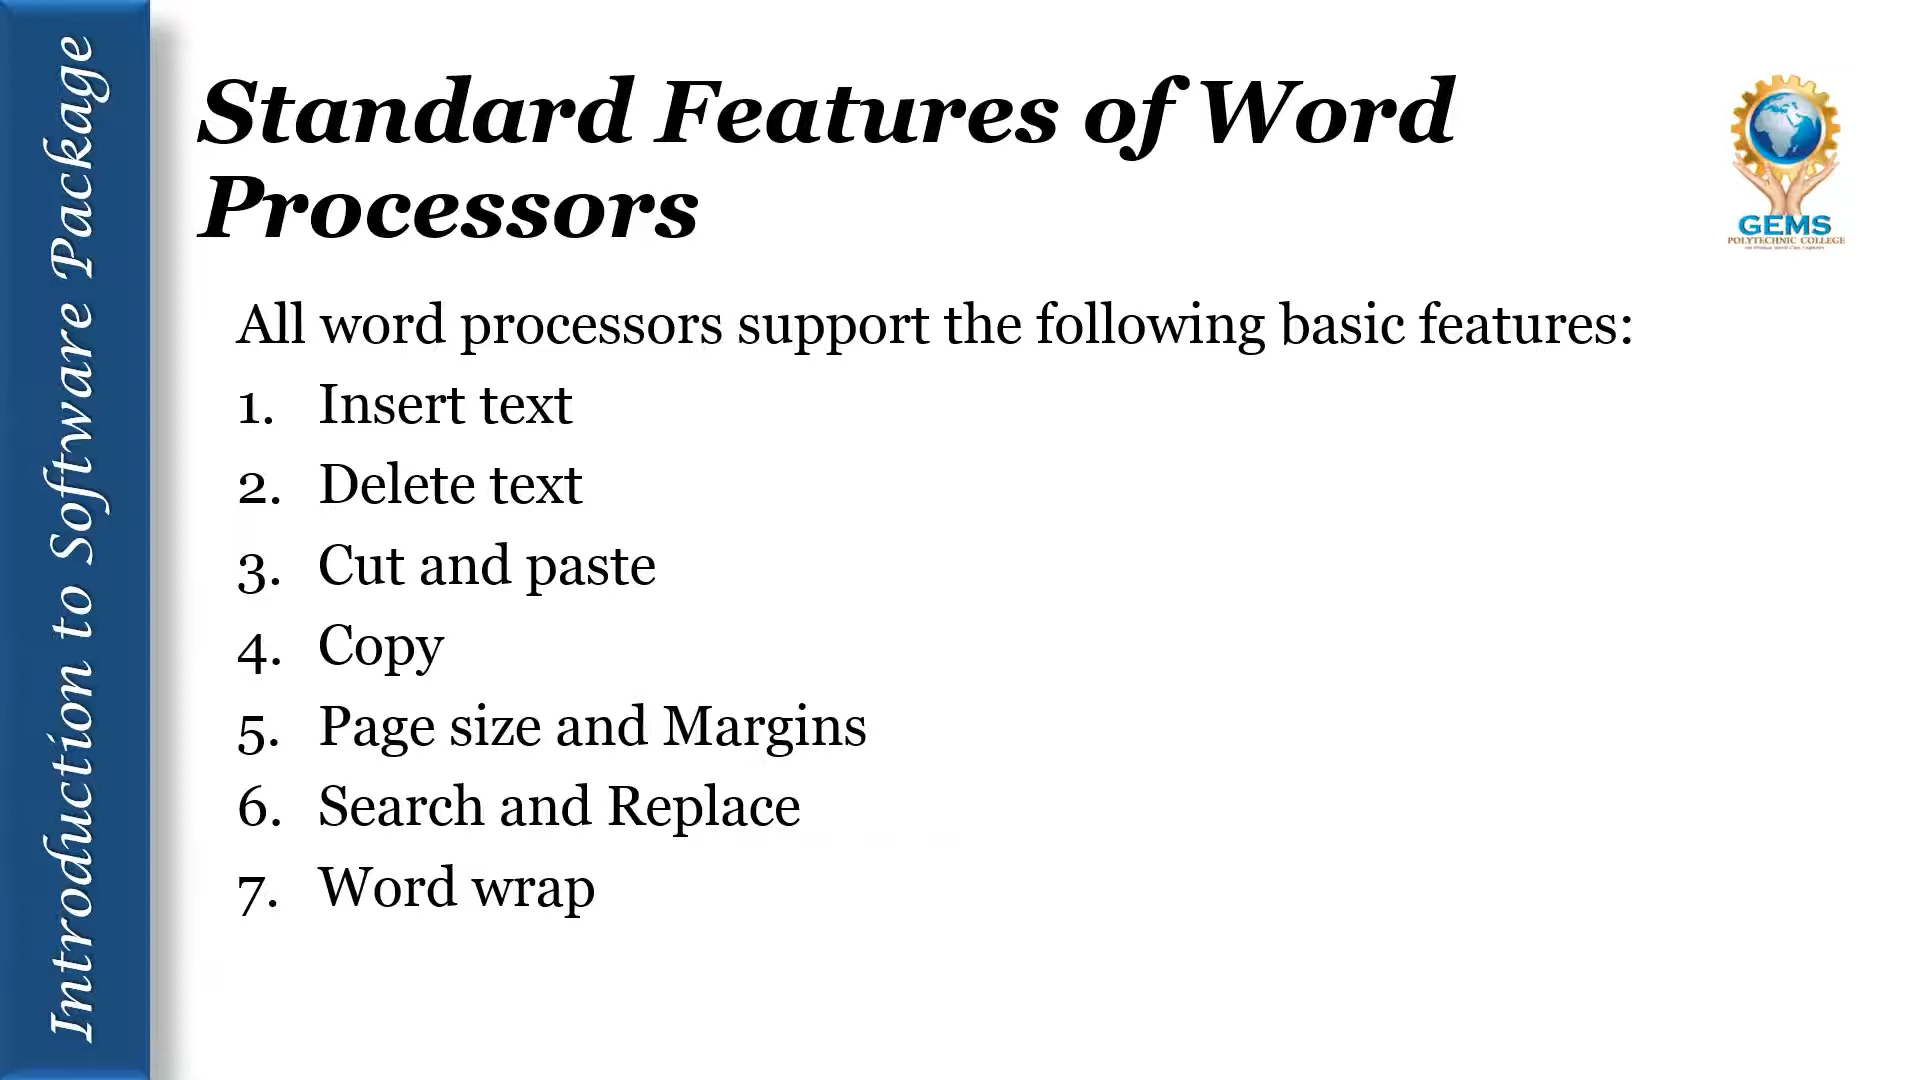 Introduction to Software Package
Standard Features of Word
Processors
GEMS
POLYTECHNIC COLLEGE
All word processors support the following basic features:
1. Insert text
2. Delete text
3. Cut and paste
4. Copy
5. Page size and Margins
6. Search and Replace
7. Word wrap